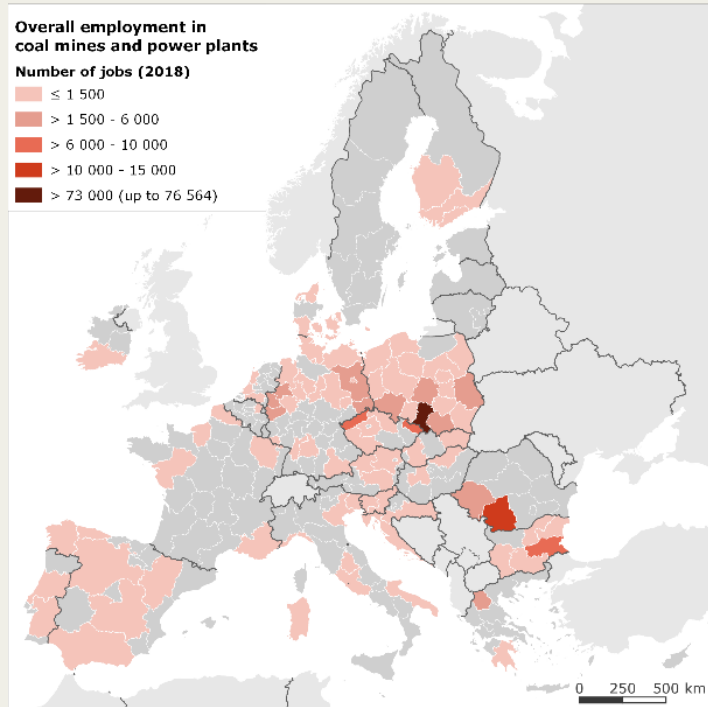 Overall employment in
coal mines and power plants
Number of jobs (2018)
≤ 1 500
> 1 500 - 6 000
> 6 000 - 10 000
> 10 000 - 15 000
> 73 000 (up to 76 564)
0 250 500 km